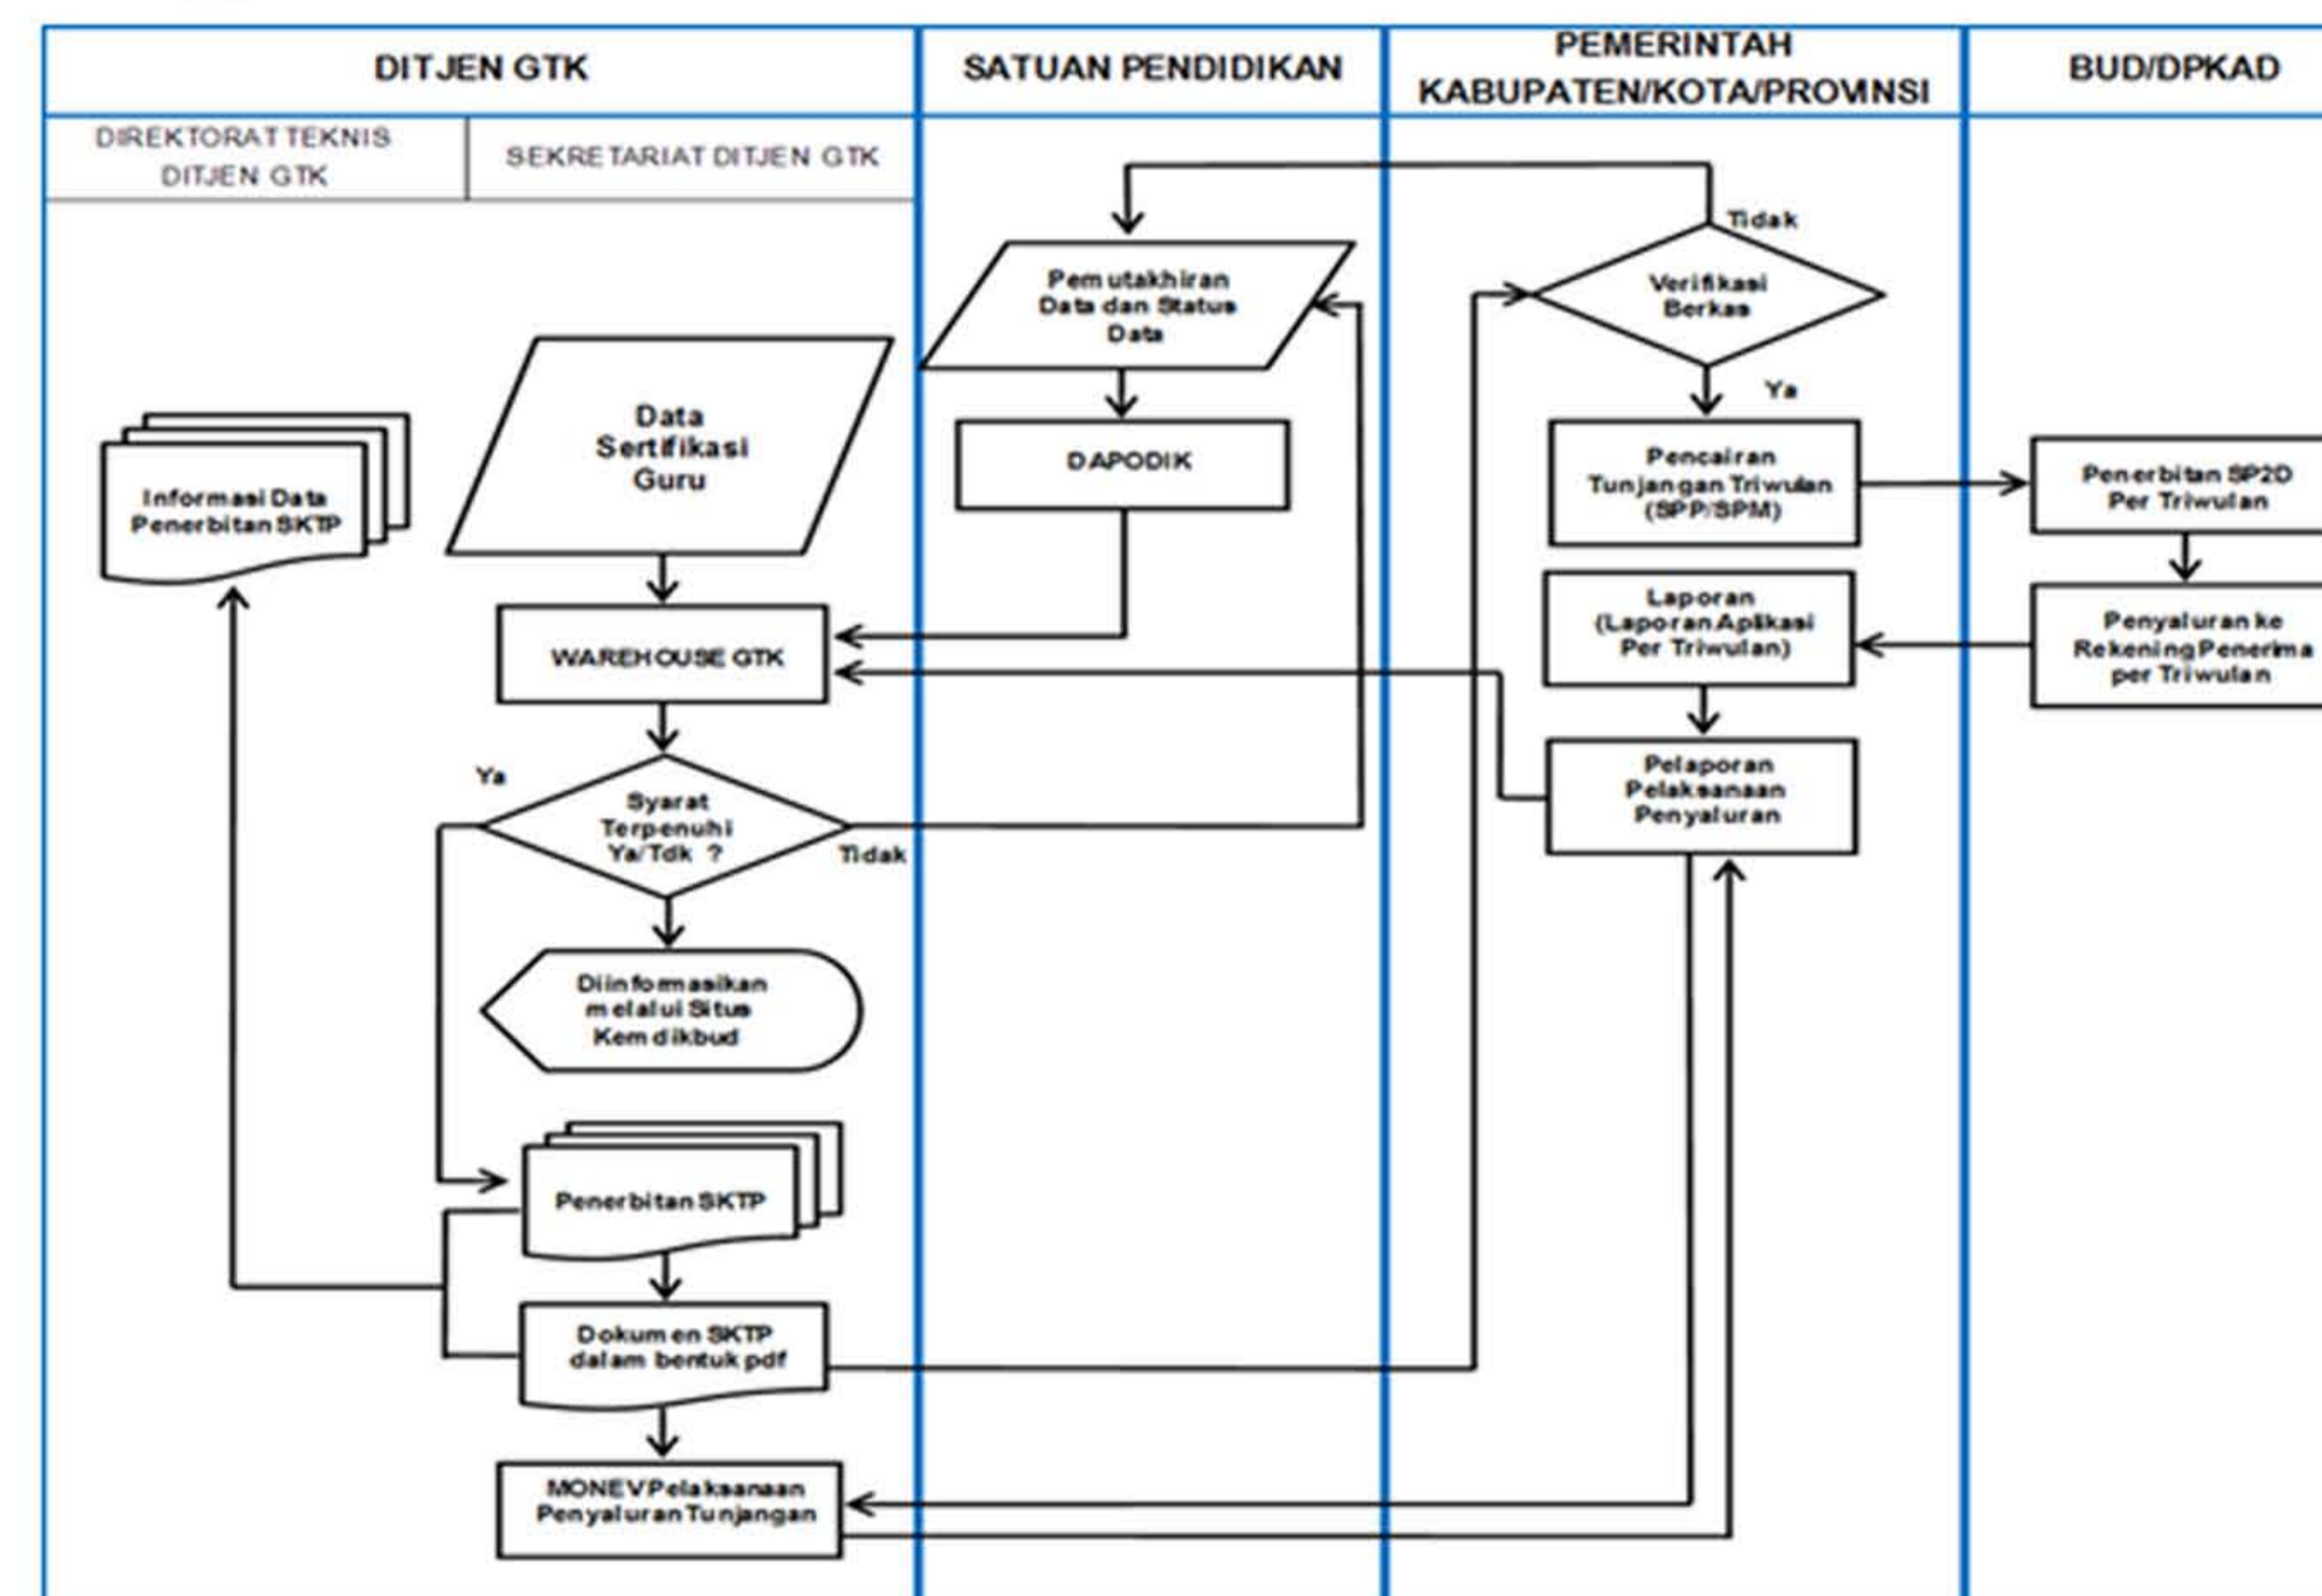 DITJEN GTK
SATUAN PENDIDIKAN
PEMERINTAH
KABUPATEN/KOTA/PROVINSI
BUD/DPKAD
DIREKTORAT TEKNIS
DITJEN GTK
SEKRETARIAT DITJEN GTK
Tidak
Verifikasi
Berkas
Ya
Pemutakhiran
Data dan Status
Data
DAPODIK
Data
Sertifikasi
Guru
Informasi Data
Penerbitan SKTP
Pencairan
Tunjangan Triwulan
(SPP/SPM)
Penerbitan SP2D
Per Triwulan
Laporan
(Laporan Aplikasi
Per Triwulan)
Penyaluran ke
Rekening Penerima
per Triwulan
WAREHOUSE GTK
Pelaporan
Pelaksanaan
Penyaluran
Ya
Syarat
Terpenuhi
Ya/Tdk ?
Tidak
Diinformasikan
melalui Situs
Kemdikbud
Penerbitan SKTP
Dokumen SKTP
dalam bentuk pdf
MONEV Pelaksanaan
Penyaluran Tunjangan